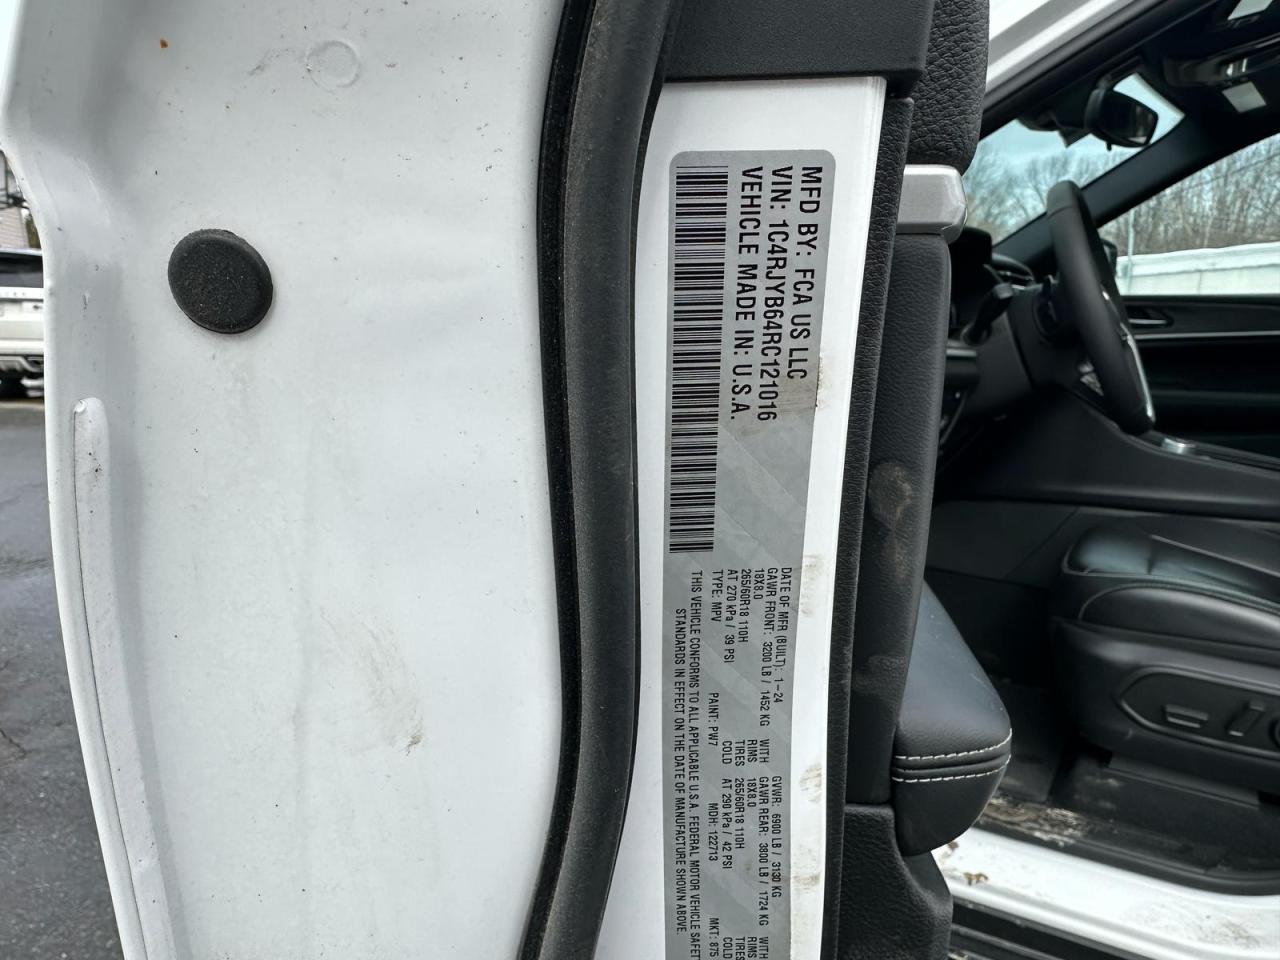 MFD BY: FCA US LLC
VIN: 1C4RJYB64RC121016
VEHICLE MADE IN: U.S.A.
DATE OF MFR (BUILT): 1-24 GVWR: 6900 LB / 3130 KG
GAWR FRONT: 3200 LB / 1452 KG WITH GAWR REAR: 3800 LB / 1724 KG WITH
18X8.0 RIMS 18X8.0 RIMS
265/60R18 110H TIRES 265/60R18 110H TIRES
AT 270 kPa / 39 PSI COLD AT 290 kPa / 42 PSI COLD
TYPE: MPV PAINT: PW7 MDH: 122713 MKT: 875
THIS VEHICLE CONFORMS TO ALL APPLICABLE U.S.A. FEDERAL MOTOR VEHICLE SAFET
STANDARDS IN EFFECT ON THE DATE OF MANUFACTURE SHOWN ABOVE.